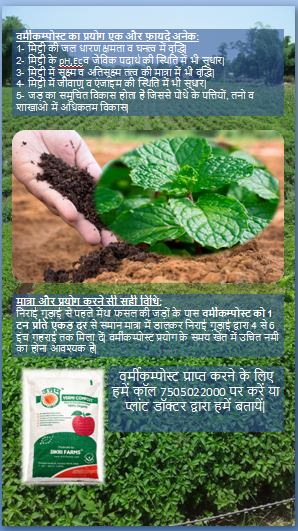 वर्मीकम्पोस्ट का प्रयोग एक और फायदे अनेक:
1- मिट्टी की जल धारण क्षमता व घनत्व में वृद्धि|
2- मिट्टी के pH,Ecव जैविक पदार्थ की स्थिति में भी सुधार|
3- मिट्टी में सूक्ष्म व अतिसूक्ष्म तत्व की मात्रा में भी वृद्धि|
4- मिट्टी में जीवाणु व एंजाइम की स्थिति में भी सुधार|
5- जड़ का समुचित विकास होता है जिससे पौधे के पत्तियों, तनो व
शाखाओं में अधिकतम विकास|
मात्रा और प्रयोग करने सी सही विधि:
निराई गुड़ाई से पहले मेंथा फसल की जड़ों के पास वर्मीकम्पोस्ट को 1
टन प्रति एकड़ दर से समान मात्रा में डालकर निराई गुड़ाई द्वारा 4 से 6
इंच गहराई तक मिला दें| वर्मीकम्पोस्ट प्रयोग के समय खेत में उचित नमी
का होना आवश्यक है|
वर्मीकम्पोस्ट प्राप्त करने के लिए
हमें कॉल 7505022000 पर करें या
प्लांट डॉक्टर द्वारा हमें बतायें|
VERMI COMPOST
SIKRI FARMS